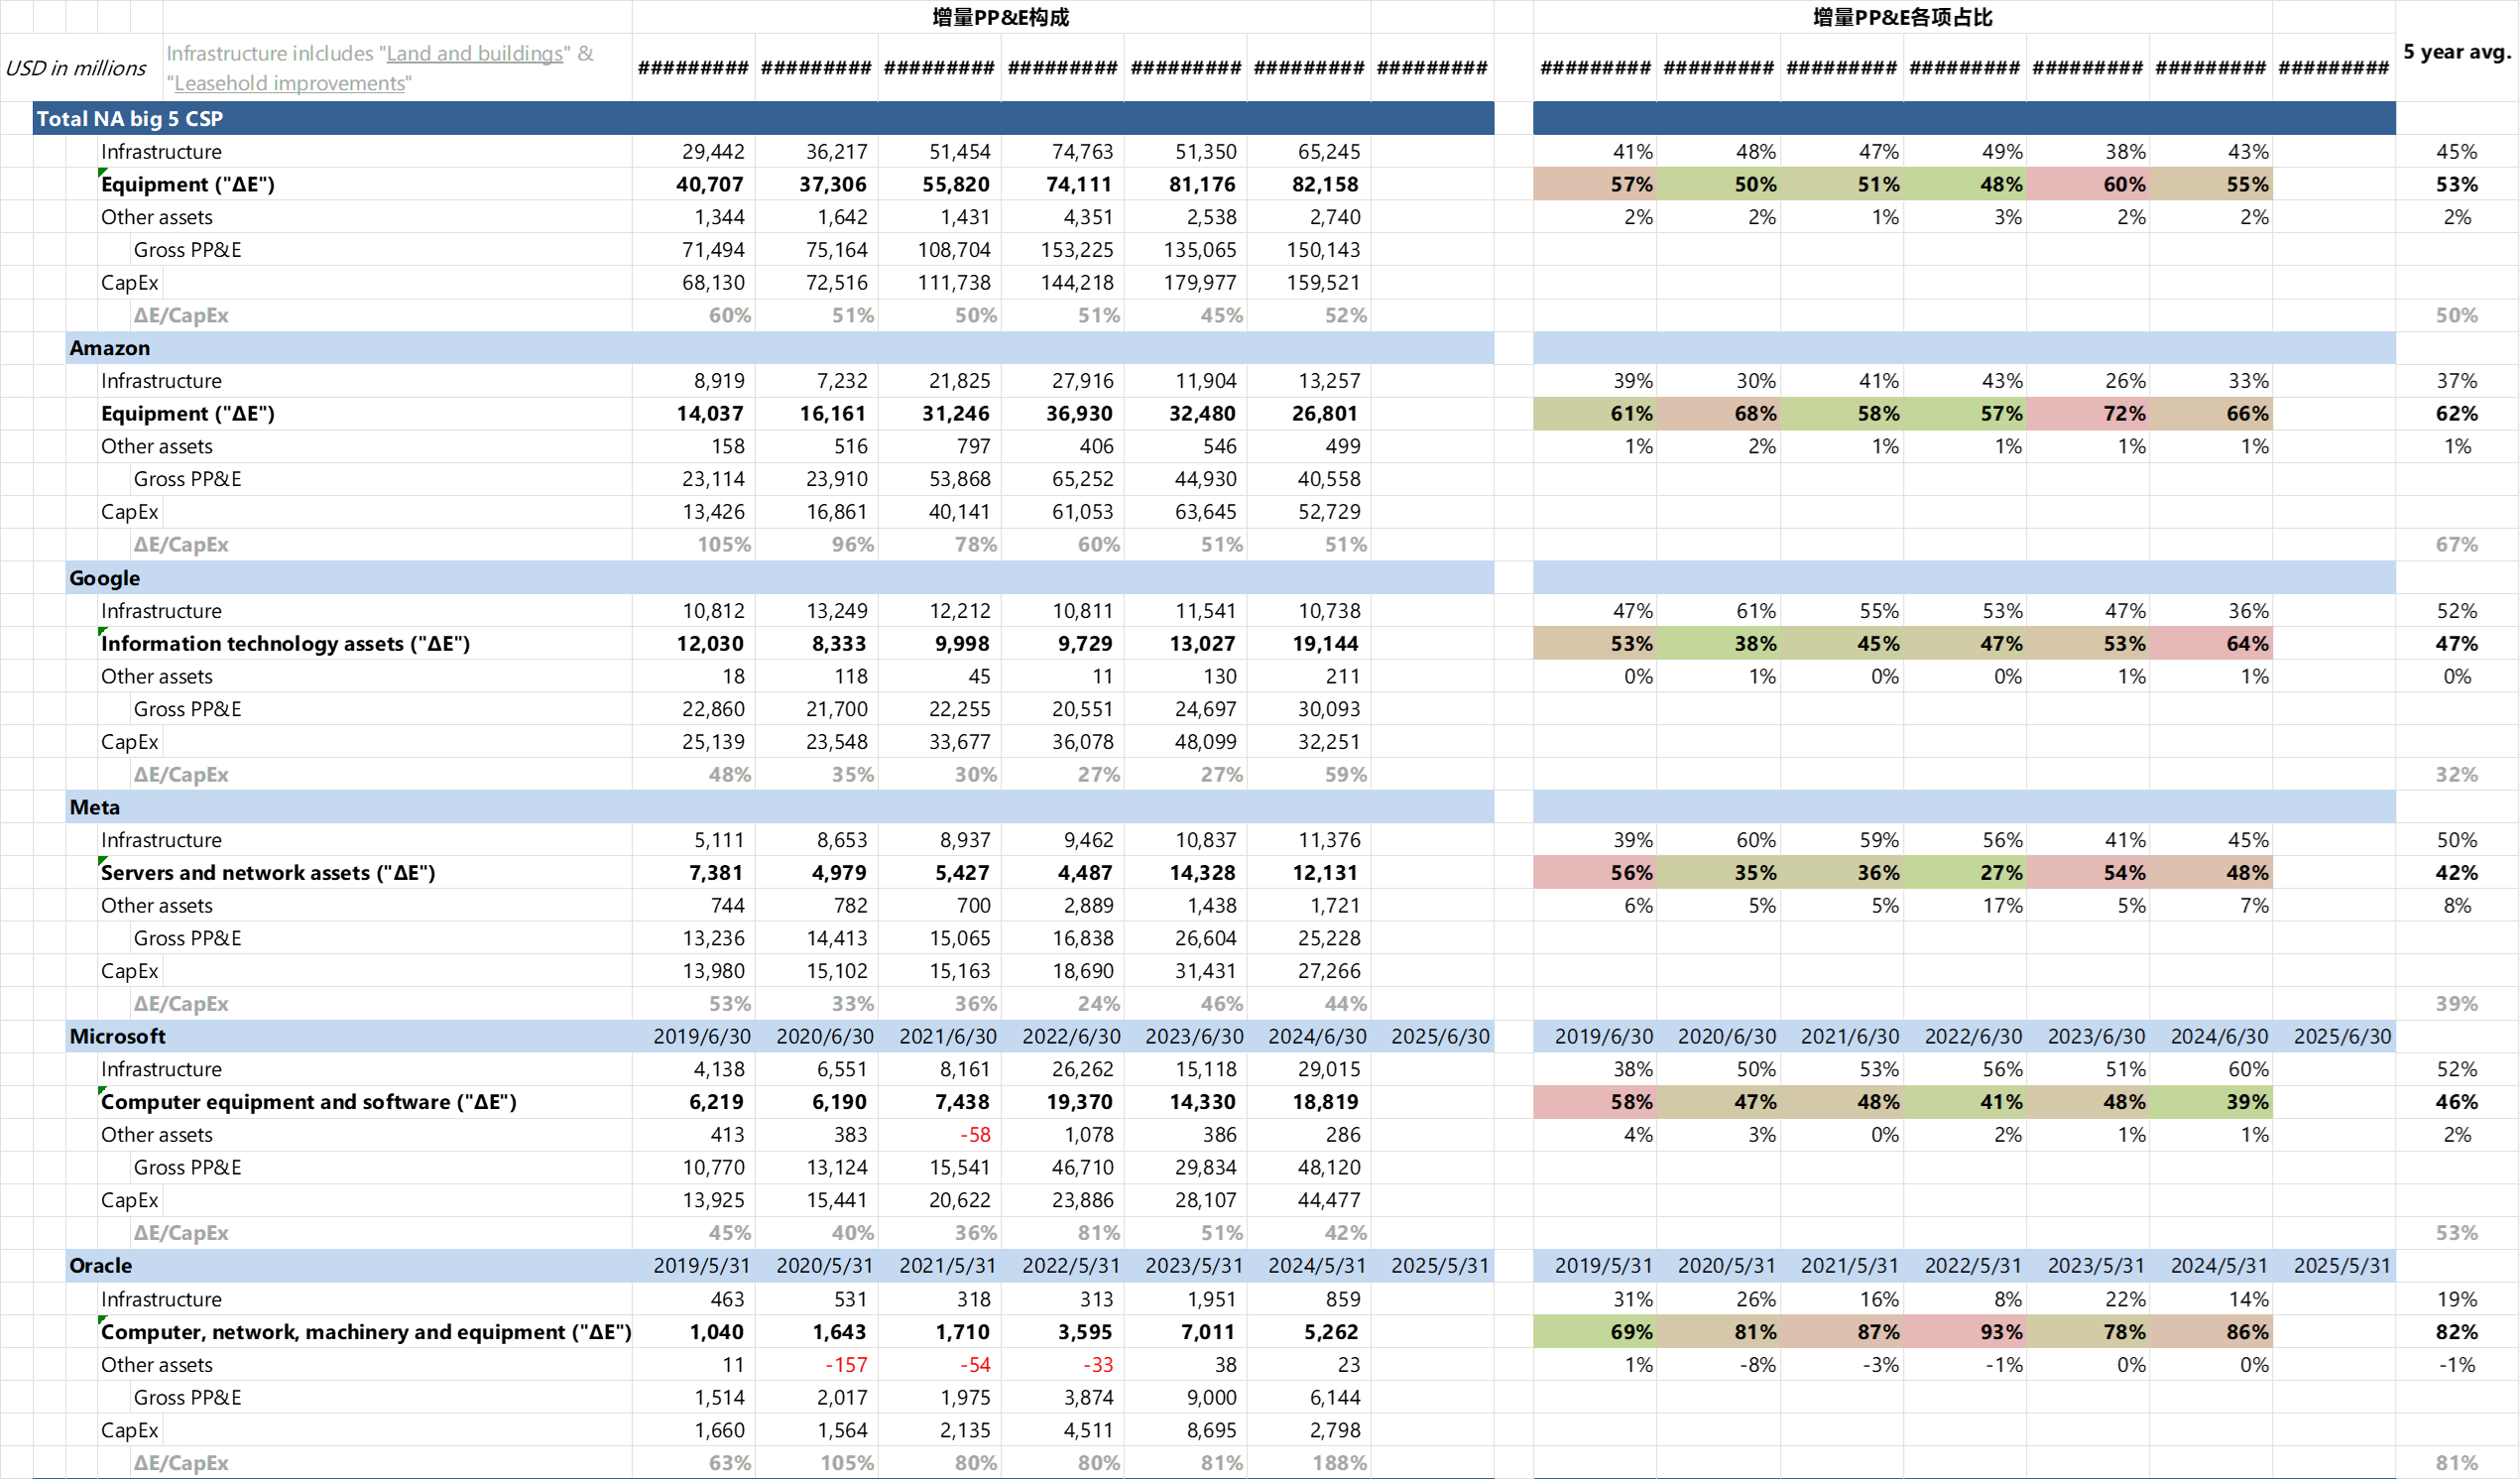 增量PP&E构成 增量PP&E各项占比
USD in millions Infrastructure inlcludes "Land and buildings" & "Leasehold improvements" ######### ######### ######### ######### ######### ######### ######### ######### ######### ######### ######### ######### ######### ######### 5 year avg.
Total NA big 5 CSP
Infrastructure 29,442 36,217 51,454 74,763 51,350 65,245 41% 48% 47% 49% 38% 43% 45%
Equipment ("ΔE") 40,707 37,306 55,820 74,111 81,176 82,158 57% 50% 51% 48% 60% 55% 53%
Other assets 1,344 1,642 1,431 4,351 2,538 2,740 2% 2% 1% 3% 2% 2% 2%
Gross PP&E 71,494 75,164 108,704 153,225 135,065 150,143
CapEx 68,130 72,516 111,738 144,218 179,977 159,521
ΔE/CapEx 60% 51% 50% 51% 45% 52% 50%
Amazon
Infrastructure 8,919 7,232 21,825 27,916 11,904 13,257 39% 30% 41% 43% 26% 33% 37%
Equipment ("ΔE") 14,037 16,161 31,246 36,930 32,480 26,801 61% 68% 58% 57% 72% 66% 62%
Other assets 158 516 797 406 546 499 1% 2% 1% 1% 1% 1% 1%
Gross PP&E 23,114 23,910 53,868 65,252 44,930 40,558
CapEx 13,426 16,861 40,141 61,053 63,645 52,729
ΔE/CapEx 105% 96% 78% 60% 51% 51% 67%
Google
Infrastructure 10,812 13,249 12,212 10,811 11,541 10,738 47% 61% 55% 53% 47% 36% 52%
Information technology assets ("ΔE") 12,030 8,333 9,998 9,729 13,027 19,144 53% 38% 45% 47% 53% 64% 47%
Other assets 18 118 45 11 130 211 0% 1% 0% 0% 1% 1% 0%
Gross PP&E 22,860 21,700 22,255 20,551 24,697 30,093
CapEx 25,139 23,548 33,677 36,078 48,099 32,251
ΔE/CapEx 48% 35% 30% 27% 27% 59% 32%
Meta
Infrastructure 5,111 8,653 8,937 9,462 10,837 11,376 39% 60% 59% 56% 41% 45% 50%
Servers and network assets ("ΔE") 7,381 4,979 5,427 4,487 14,328 12,131 56% 35% 36% 27% 54% 48% 42%
Other assets 744 782 700 2,889 1,438 1,721 6% 5% 5% 17% 5% 7% 8%
Gross PP&E 13,236 14,413 15,065 16,838 26,604 25,228
CapEx 13,980 15,102 15,163 18,690 31,431 27,266
ΔE/CapEx 53% 33% 36% 24% 46% 44% 39%
Microsoft 2019/6/30 2020/6/30 2021/6/30 2022/6/30 2023/6/30 2024/6/30 2025/6/30 2019/6/30 2020/6/30 2021/6/30 2022/6/30 2023/6/30 2024/6/30 2025/6/30
Infrastructure 4,138 6,551 8,161 26,262 15,118 29,015 38% 50% 53% 56% 51% 60% 52%
Computer equipment and software ("ΔE") 6,219 6,190 7,438 19,370 14,330 18,819 58% 47% 48% 41% 48% 39% 46%
Other assets 413 383 -58 1,078 386 286 4% 3% 0% 2% 1% 1% 2%
Gross PP&E 10,770 13,124 15,541 46,710 29,834 48,120
CapEx 13,925 15,441 20,622 23,886 28,107 44,477
ΔE/CapEx 45% 40% 36% 81% 51% 42% 53%
Oracle 2019/5/31 2020/5/31 2021/5/31 2022/5/31 2023/5/31 2024/5/31 2025/5/31 2019/5/31 2020/5/31 2021/5/31 2022/5/31 2023/5/31 2024/5/31 2025/5/31
Infrastructure 463 531 318 313 1,951 859 31% 26% 16% 8% 22% 14% 19%
Computer, network, machinery and equipment ("ΔE") 1,040 1,643 1,710 3,595 7,011 5,262 69% 81% 87% 93% 78% 86% 82%
Other assets 11 -157 -54 -33 38 23 1% -8% -3% -1% 0% 0% -1%
Gross PP&E 1,514 2,017 1,975 3,874 9,000 6,144
CapEx 1,660 1,564 2,135 4,511 8,695 2,798
ΔE/CapEx 63% 105% 80% 80% 81% 188% 81%